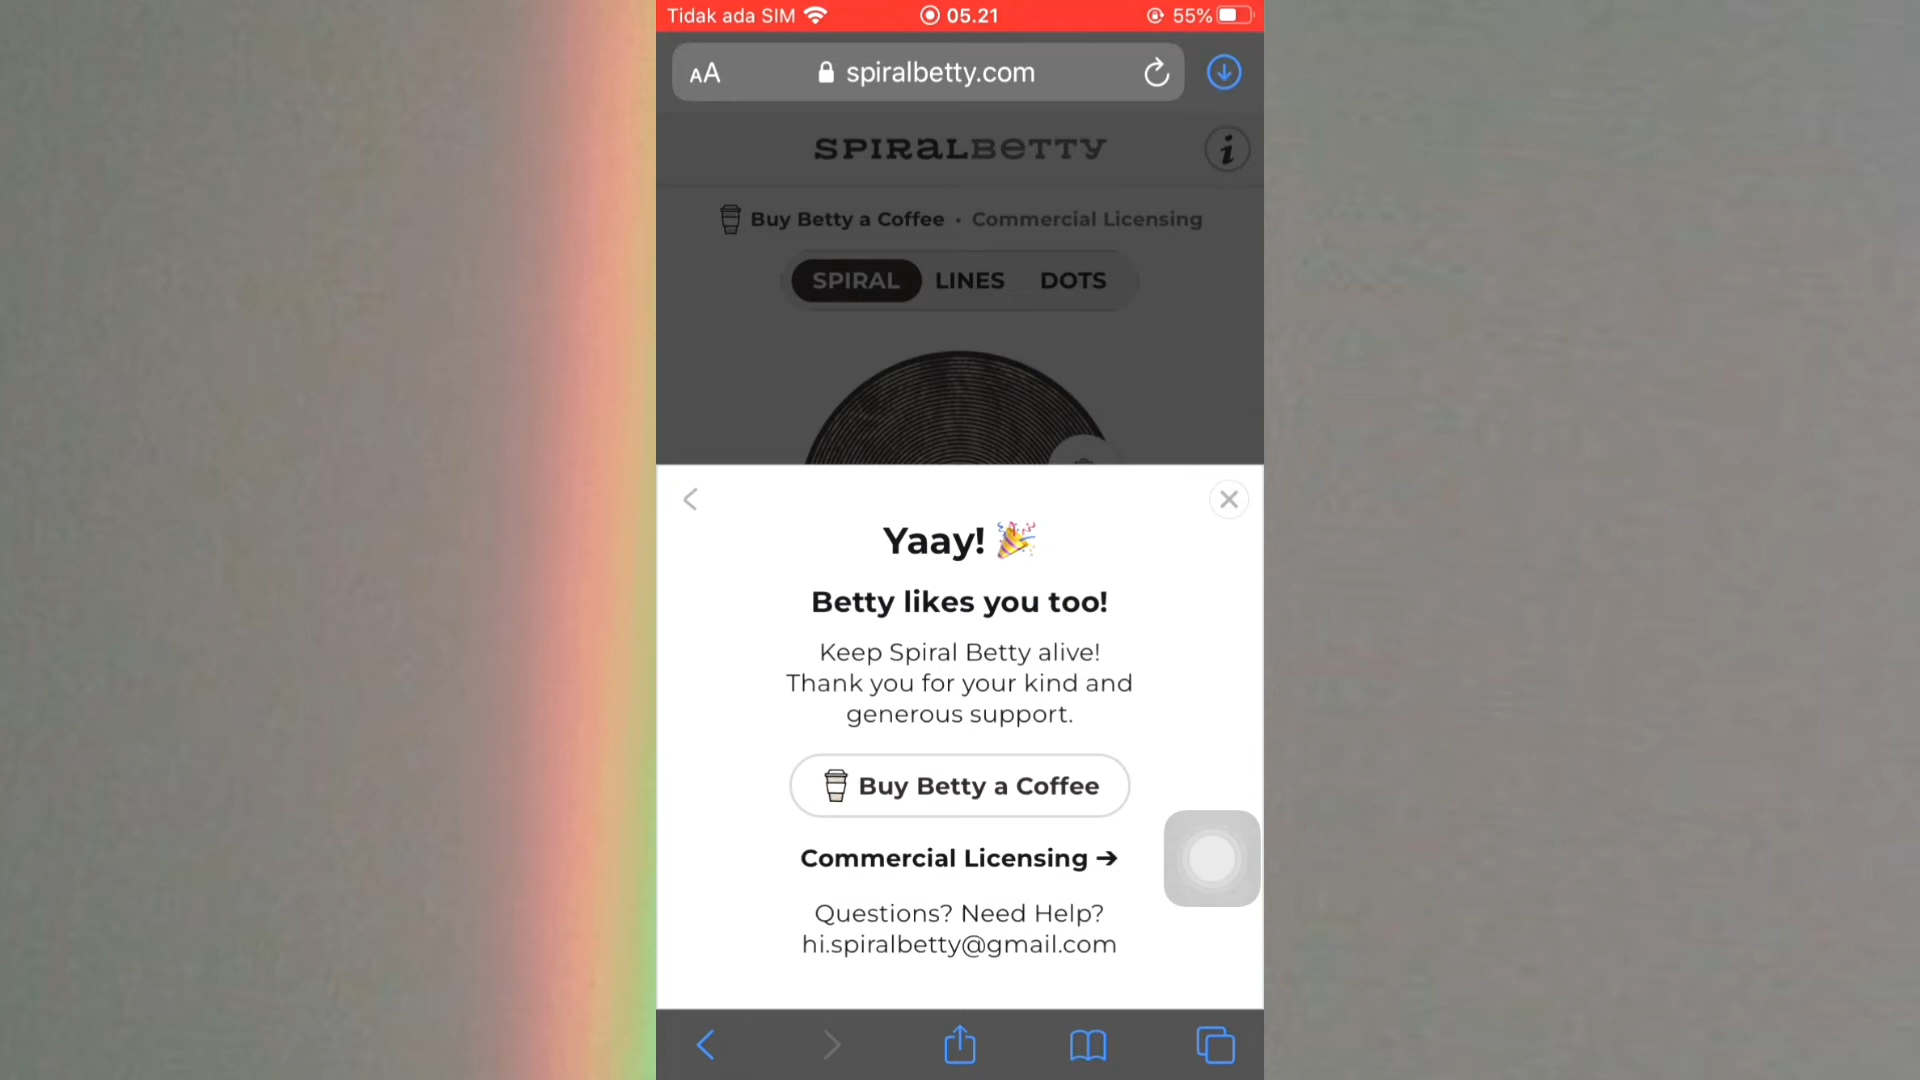 Tidak ada SIM 05.21 55%
AA spiralbetty.com
SPIRALBETTY i
Buy Betty a Coffee • Commercial Licensing
SPIRAL LINES DOTS
Yaay! 🎉
Betty likes you too!
Keep Spiral Betty alive!
Thank you for your kind and
generous support.
Buy Betty a Coffee
Commercial Licensing ➔
Questions? Need Help?
hi.spiralbetty@gmail.com